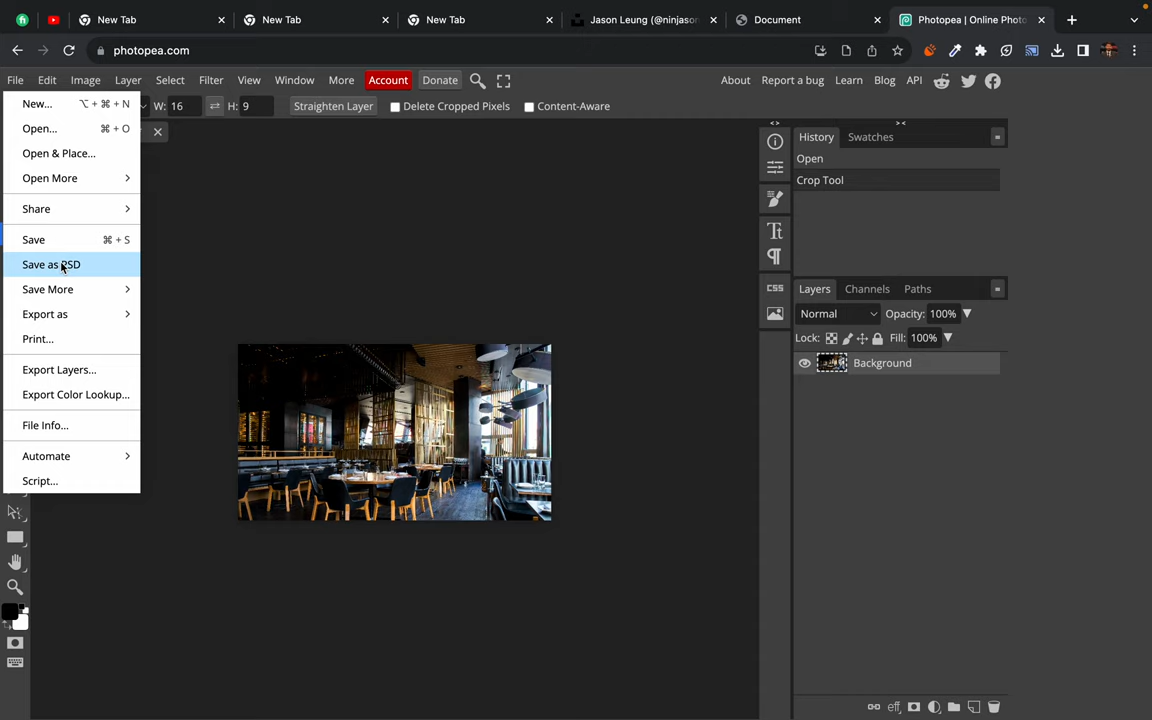 New Tab
New Tab
New Tab
Jason Leung (@ninjason
Document
Photopea | Online Photo
photopea.com
File Edit Image Layer Select Filter View Window More Account Donate About Report a bug Learn Blog API
W: 16 H: 9 Straighten Layer Delete Cropped Pixels Content-Aware
New... ⌥ + ⌘ + N
Open... ⌘ + O
Open & Place...
Open More
Share
Save ⌘ + S
Save as PSD
Save More
Export as
Print...
Export Layers...
Export Color Lookup...
File Info...
Automate
Script...
History Swatches
Open
Crop Tool
CSS
Layers Channels Paths
Normal Opacity: 100%
Lock: Fill: 100%
Background
eff